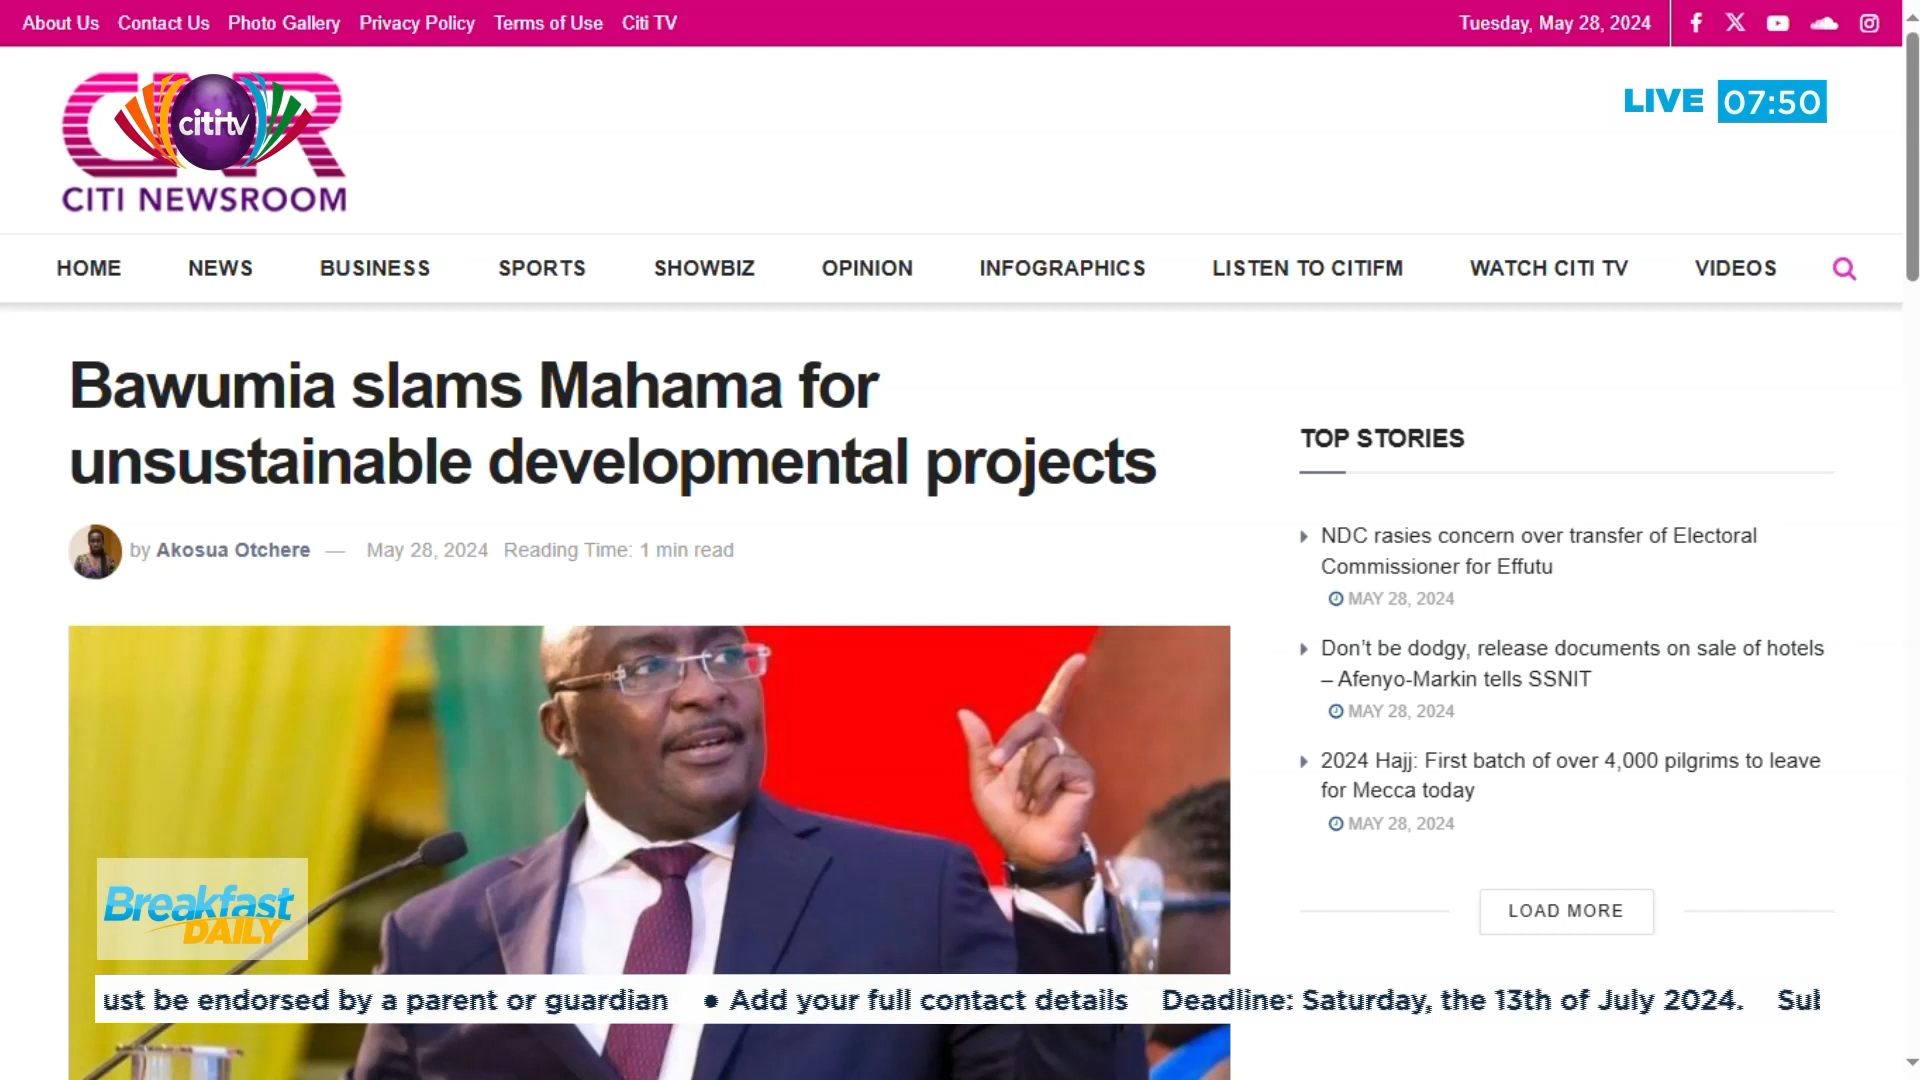 About Us Contact Us Photo Gallery Privacy Policy Terms of Use Citi TV
Tuesday, May 28, 2024
CNR
citi tv
CITI NEWSROOM
LIVE 07:50
HOME NEWS BUSINESS SPORTS SHOWBIZ OPINION INFOGRAPHICS LISTEN TO CITIFM WATCH CITI TV VIDEOS
Bawumia slams Mahama for
unsustainable developmental projects
by Akosua Otchere — May 28, 2024 Reading Time: 1 min read
TOP STORIES
NDC rasies concern over transfer of Electoral
Commissioner for Effutu
MAY 28, 2024
Don’t be dodgy, release documents on sale of hotels
– Afenyo-Markin tells SSNIT
MAY 28, 2024
2024 Hajj: First batch of over 4,000 pilgrims to leave
for Mecca today
MAY 28, 2024
LOAD MORE
Breakfast
DAILY
ust be endorsed by a parent or guardian • Add your full contact details Deadline: Saturday, the 13th of July 2024. Sub